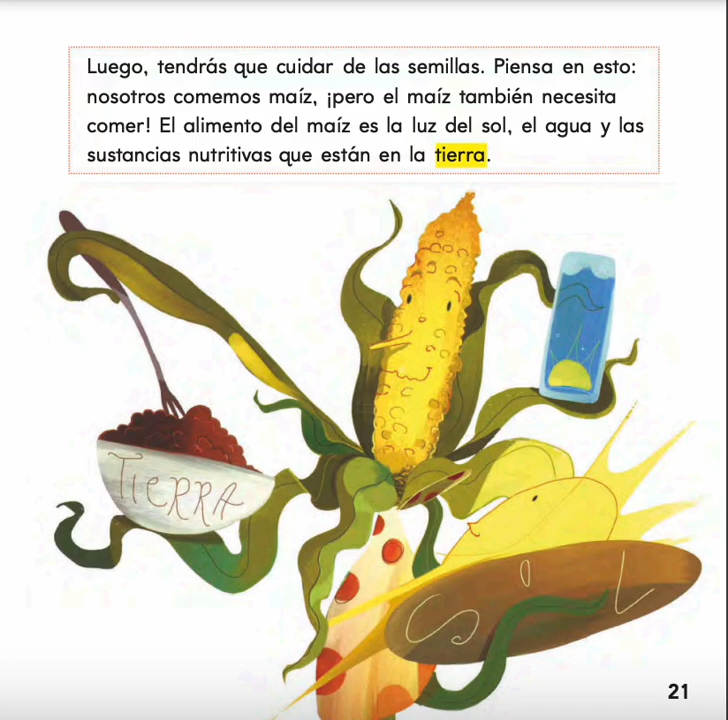 Luego, tendrás que cuidar de las semillas. Piensa en esto:
nosotros comemos maíz, ¡pero el maíz también necesita
comer! El alimento del maíz es la luz del sol, el agua y las
sustancias nutritivas que están en la tierra.
TiERRA
SOL
21